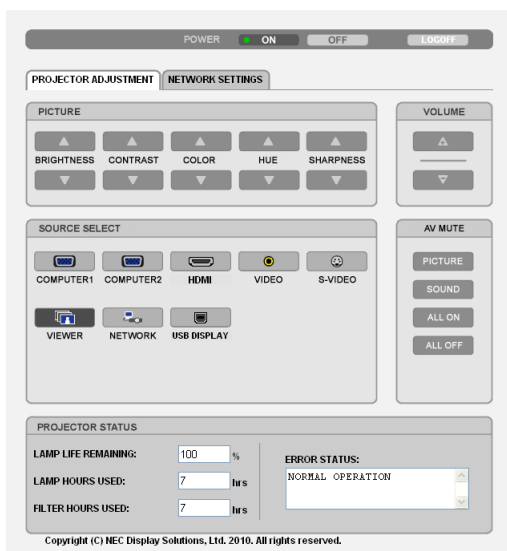 POWER ON OFF LOGOFF
PROJECTOR ADJUSTMENT NETWORK SETTINGS
PICTURE
BRIGHTNESS CONTRAST COLOR HUE SHARPNESS
VOLUME
SOURCE SELECT
COMPUTER1 COMPUTER2 HDMI VIDEO S-VIDEO
VIEWER NETWORK USB DISPLAY
AV MUTE
PICTURE
SOUND
ALL ON
ALL OFF
PROJECTOR STATUS
LAMP LIFE REMAINING: 100 %
LAMP HOURS USED: 7 hrs
FILTER HOURS USED: 7 hrs
ERROR STATUS:
NORMAL OPERATION
Copyright (C) NEC Display Solutions, Ltd. 2010. All rights reserved.